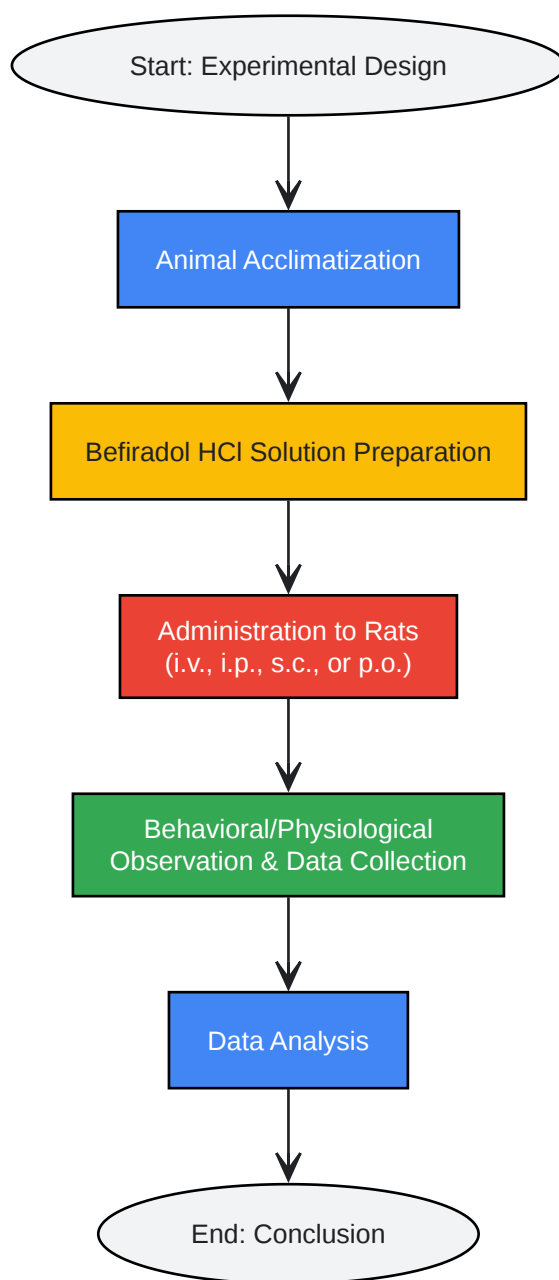 Start: Experimental Design
Animal Acclimatization
Befiradol HCl Solution Preparation
Administration to Rats
(i.v., i.p., s.c., or p.o.)
Behavioral/Physiological
Observation & Data Collection
Data Analysis
End: Conclusion